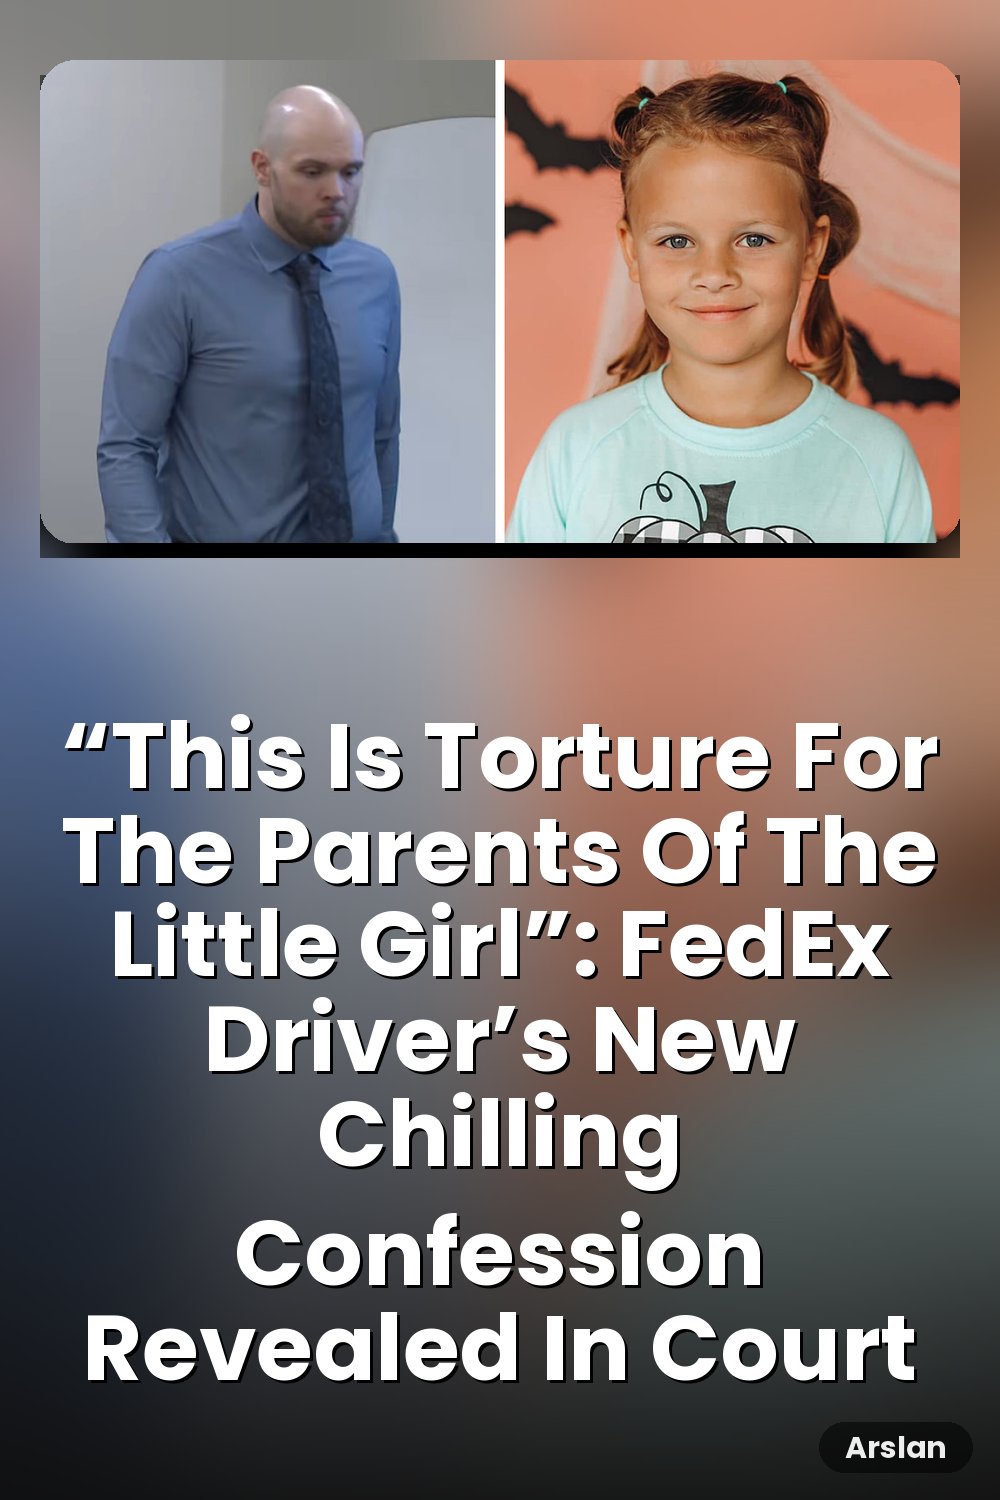 “This Is Torture For
The Parents Of The
Little Girl”: FedEx
Driver’s New
Chilling
Confession
Revealed In Court
Arslan